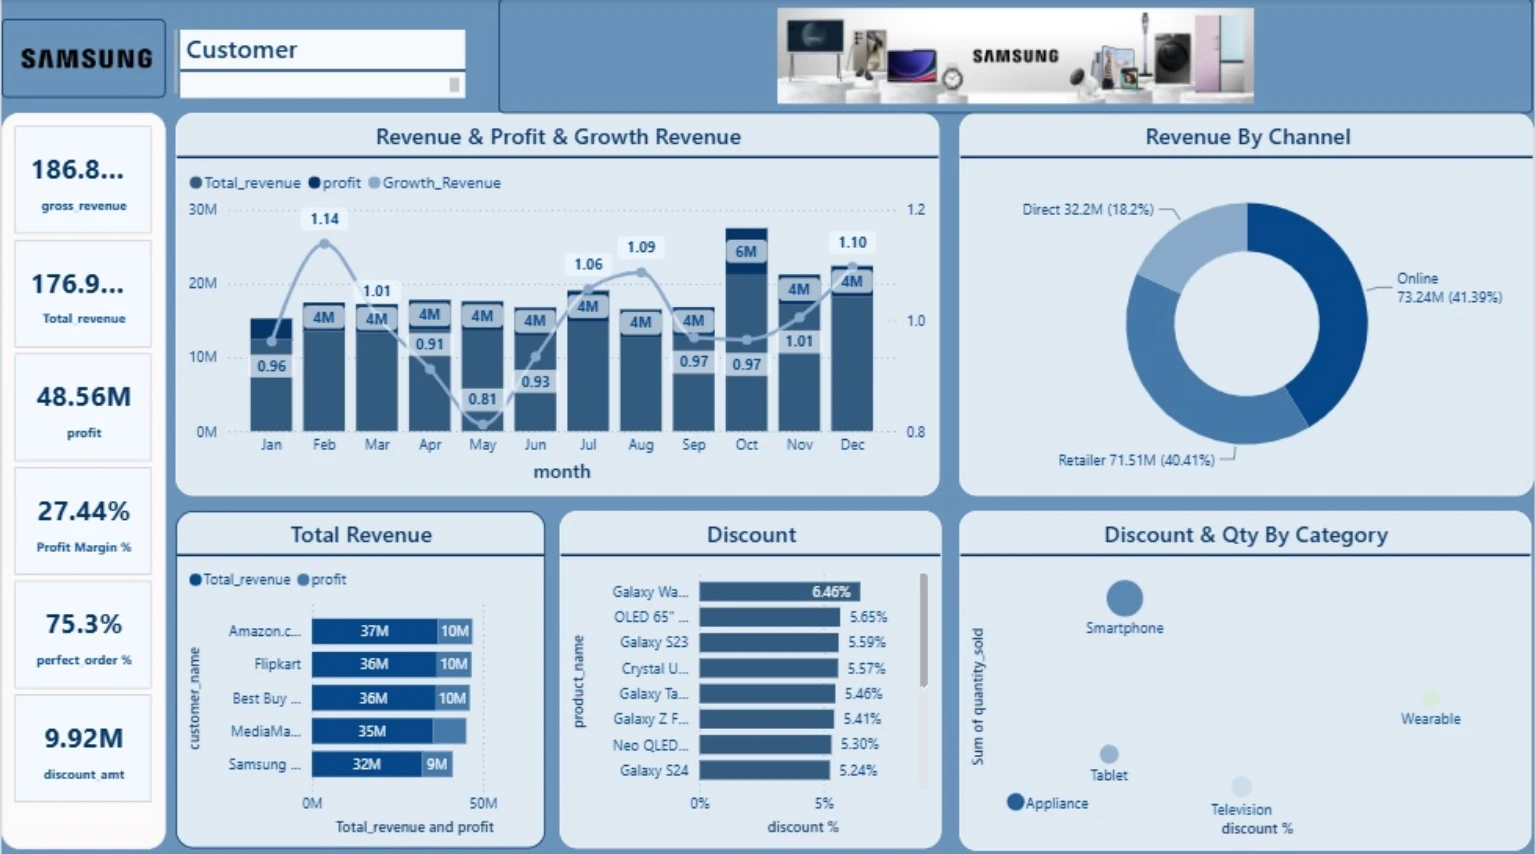 SAMSUNG
Customer
SAMSUNG
186.8...
gross_revenue
176.9...
Total_revenue
48.56M
profit
27.44%
Profit Margin %
75.3%
perfect_order %
9.92M
discount_amt
Revenue & Profit & Growth Revenue
Total_revenue profit Growth_Revenue
30M
20M
10M
0M
1.2
1.0
0.8
0.96
1.14
4M
1.01
4M
4M
0.91
4M
0.81
4M
0.93
1.06
4M
1.09
4M
4M
0.97
6M
0.97
4M
1.01
1.10
4M
Jan Feb Mar Apr May Jun Jul Aug Sep Oct Nov Dec
month
Revenue By Channel
Direct 32.2M (18.2%)
Online
73.24M (41.39%)
Retailer 71.51M (40.41%)
Total Revenue
Total_revenue profit
customer_name
Amazon.c... 37M 10M
Flipkart 36M 10M
Best Buy ... 36M 10M
MediaMa... 35M
Samsung ... 32M 9M
0M 50M
Total_revenue and profit
Discount
product_name
Galaxy Wa... 6.46%
OLED 65" ... 5.65%
Galaxy S23 5.59%
Crystal U... 5.57%
Galaxy Ta... 5.46%
Galaxy Z F... 5.41%
Neo QLED... 5.30%
Galaxy S24 5.24%
0% 5%
discount %
Discount & Qty By Category
Sum of quantity_sold
Smartphone
Wearable
Tablet
Appliance
Television
discount %